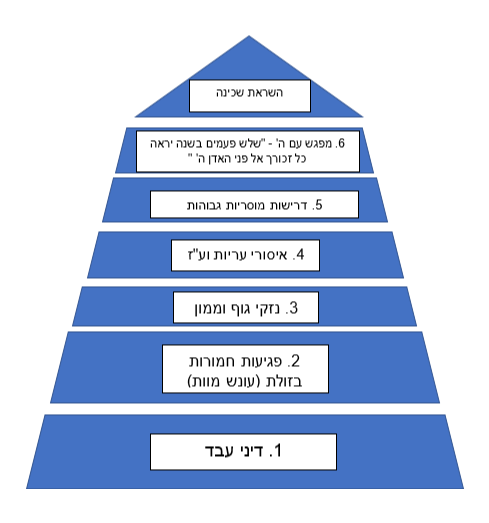 השראת שכינה
6. מפגש עם ה' - "שלש פעמים בשנה יראה
כל זכורך אל פני האדן ה' "
5. דרישות מוסריות גבוהות
4. איסורי עריות וע"ז
3. נזקי גוף וממון
2. פגיעות חמורות
בזולת (עונש מוות)
1. דיני עבד